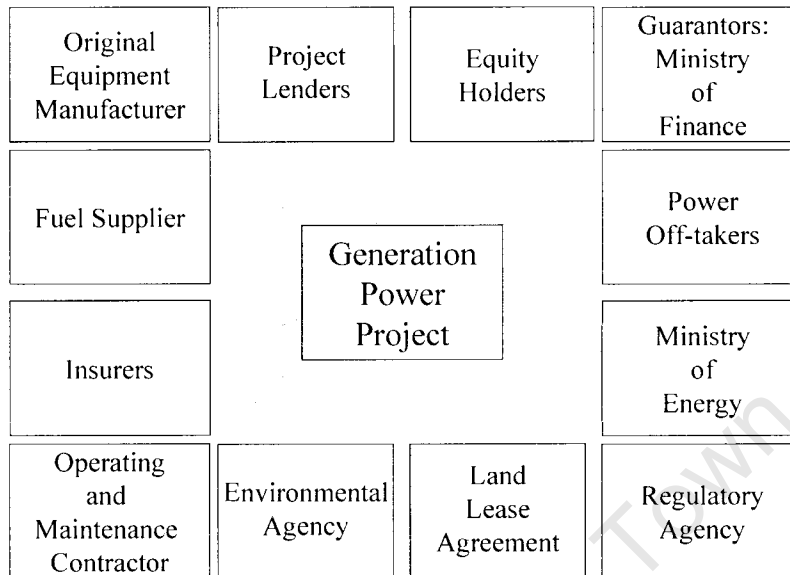 Original
Equipment
Manufacturer
Project
Lenders
Equity
Holders
Guarantors:
Ministry
of
Finance
Fuel Supplier
Power
Off-takers
Generation
Power
Project
Insurers
Ministry
of
Energy
Operating
and
Maintenance
Contractor
Environmental
Agency
Land
Lease
Agreement
Regulatory
Agency
Town